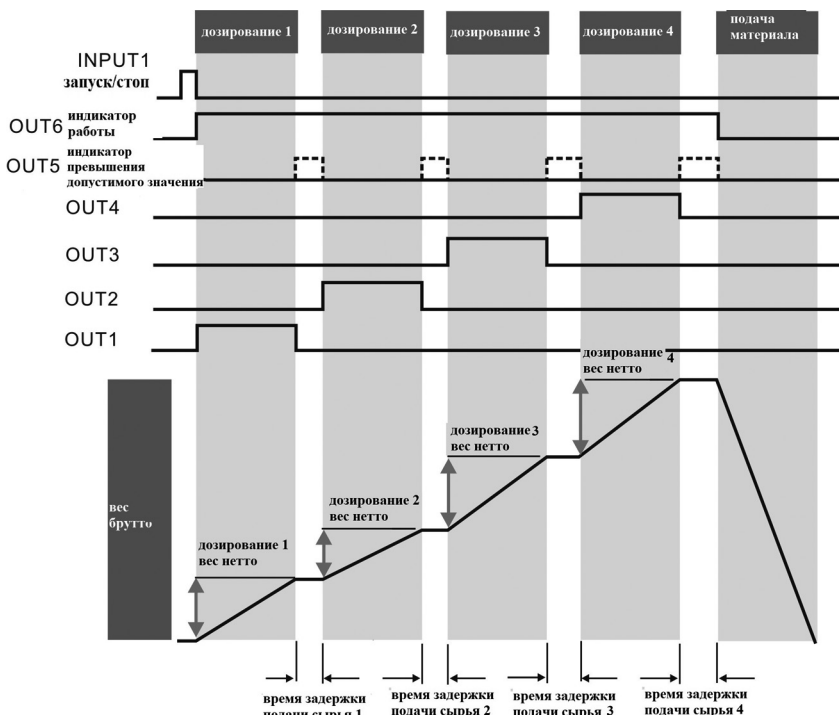 дозирование 1
дозирование 2
дозирование 3
дозирование 4
подача
материала
INPUT1
запуск/стоп
OUT6
индикатор
работы
OUT5
индикатор
превышения
допустимого значения
OUT4
OUT3
OUT2
OUT1
дозирование 4
вес нетто
дозирование 3
вес нетто
дозирование 2
вес нетто
дозирование 1
вес нетто
вес
брутто
время задержки
подачи сырья 1
время задержки
подачи сырья 2
время задержки
подачи сырья 3
время задержки
подачи сырья 4